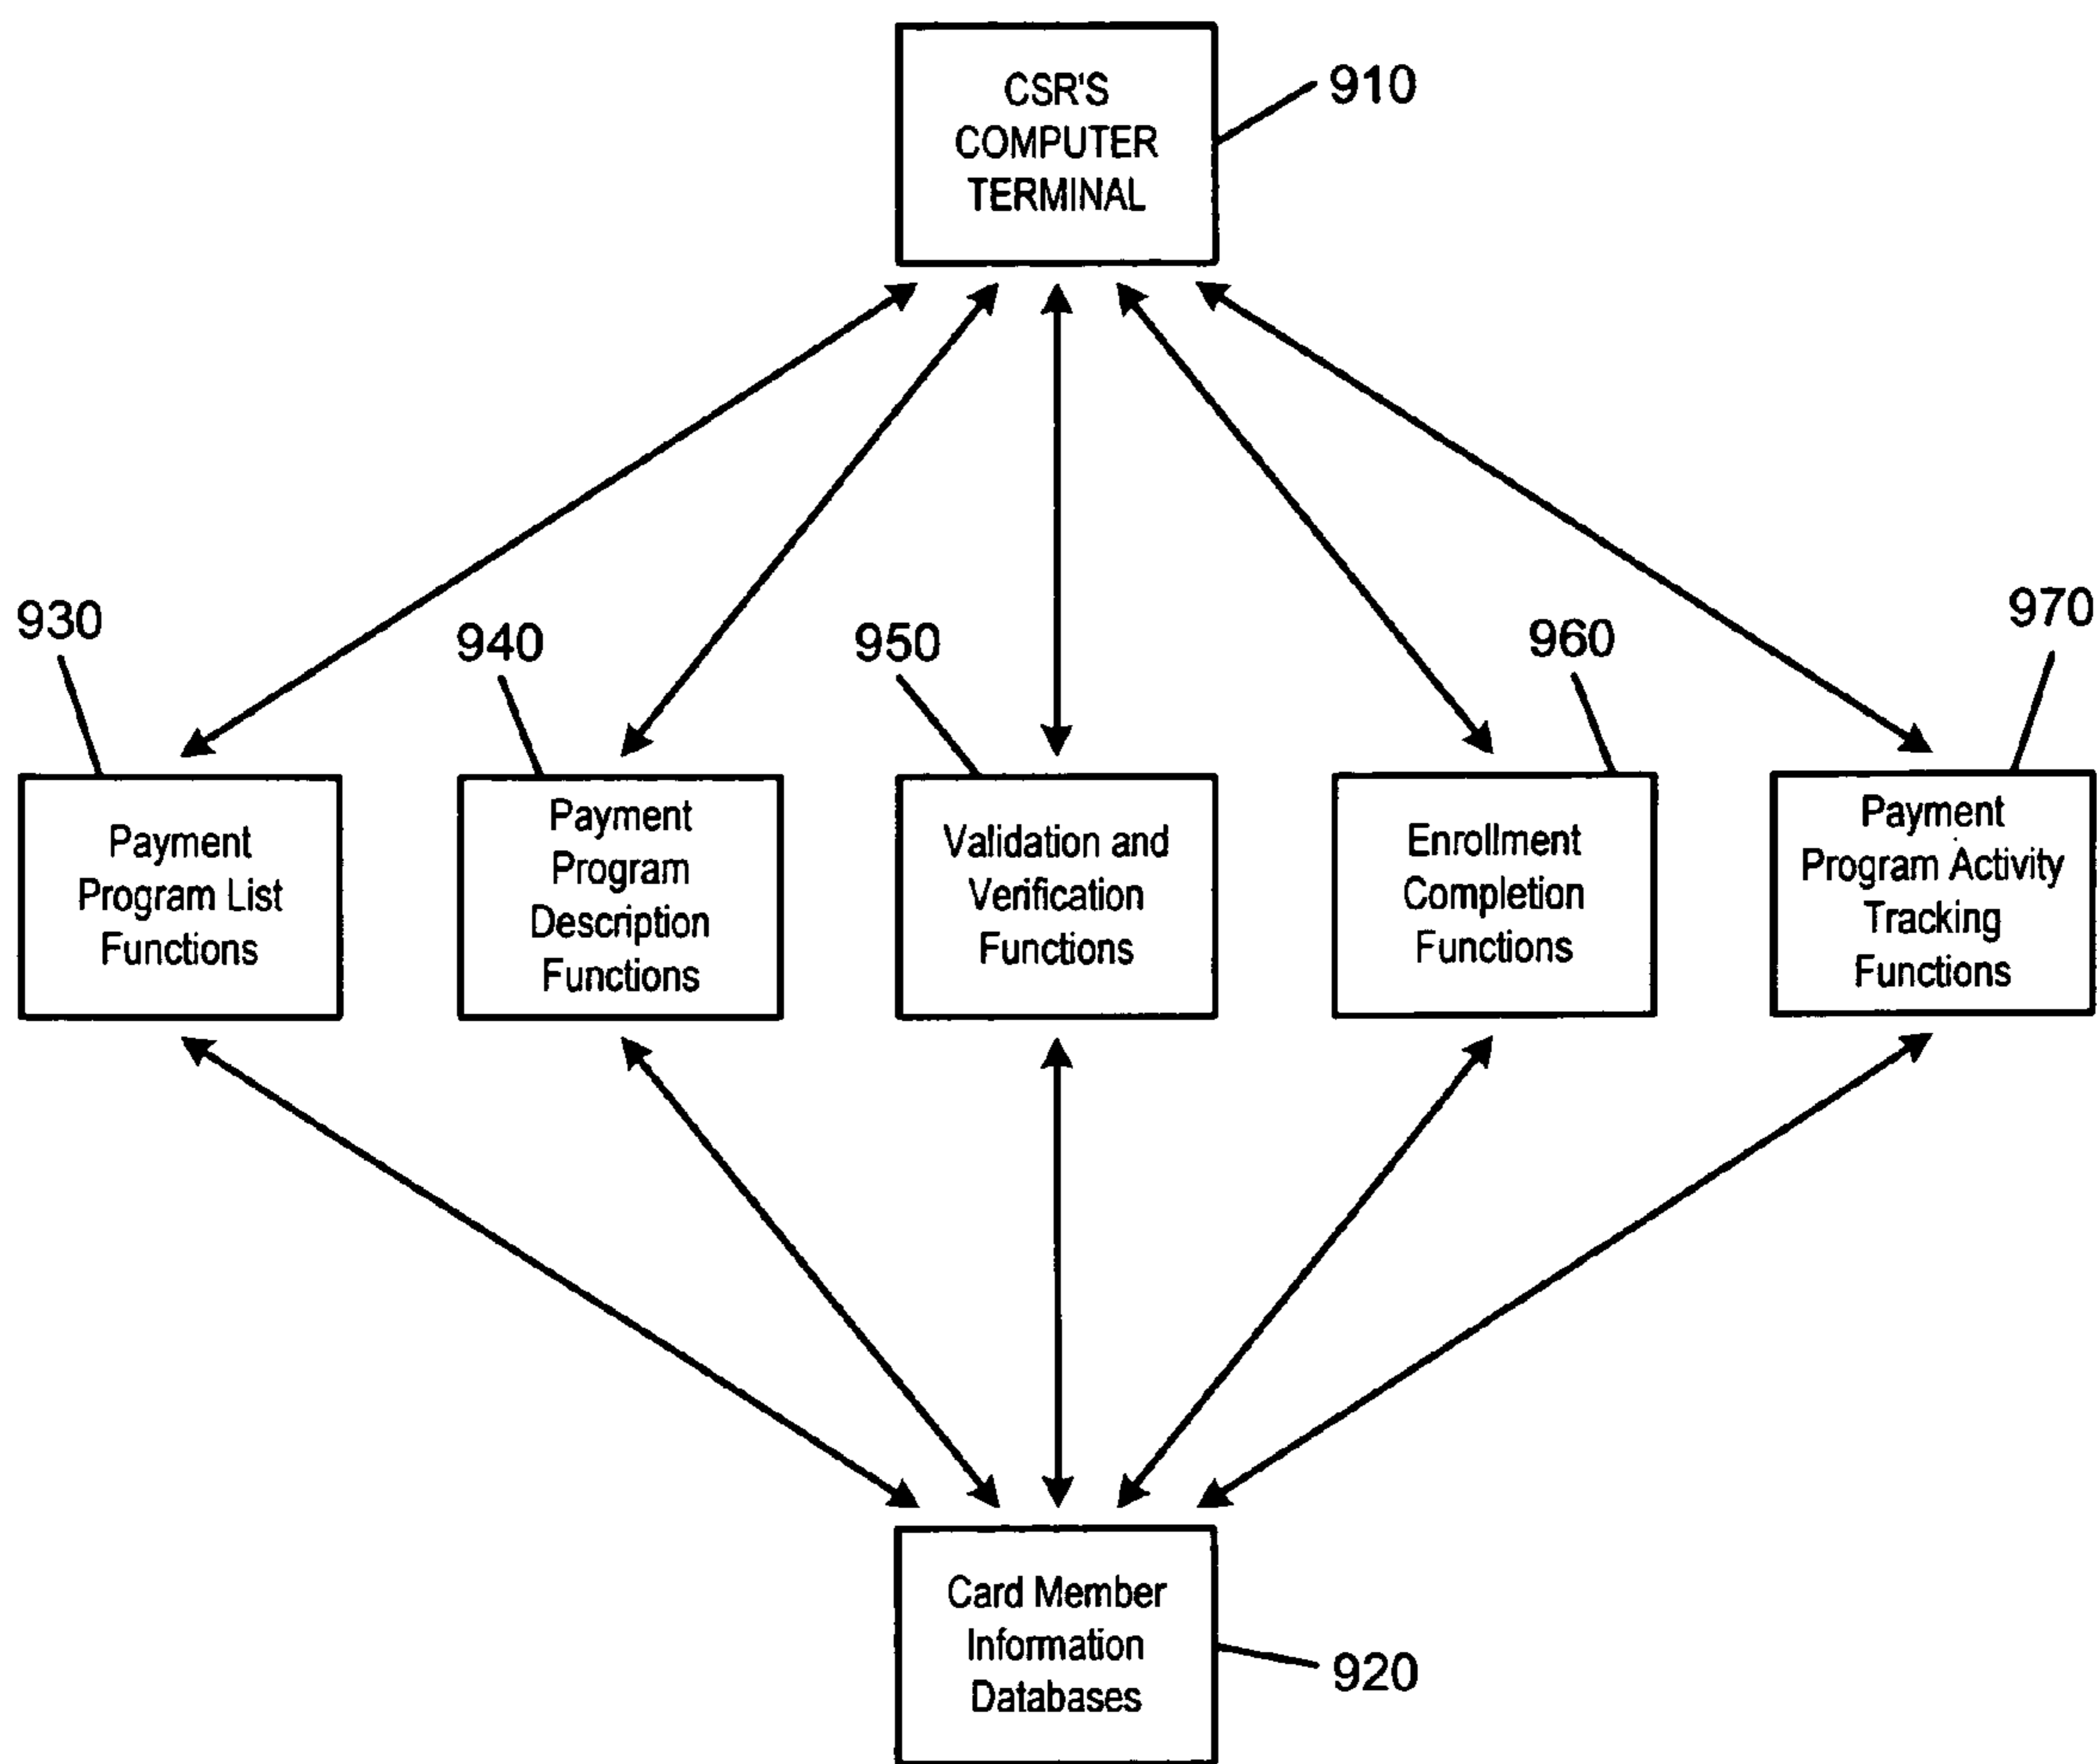 CSR'S
COMPUTER
TERMINAL
910
930
940
950
960
970
Payment
Program List
Functions
Payment
Program
Description
Functions
Validation and
Verification
Functions
Enrollment
Completion
Functions
Payment
Program Activity
Tracking
Functions
Card Member
Information
Databases
920